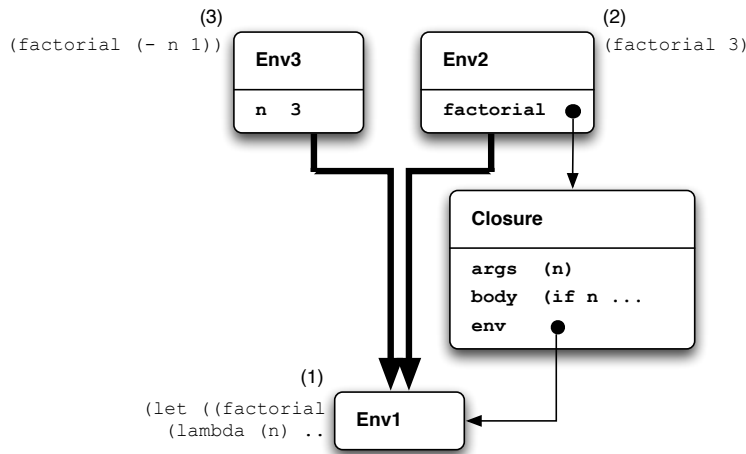 (3)
(factorial (- n 1))
Env3
n 3
(2)
(factorial 3)
Env2
factorial
Closure
args (n)
body (if n ...
env
(1)
(let ((factorial
(lambda (n) ..
Env1